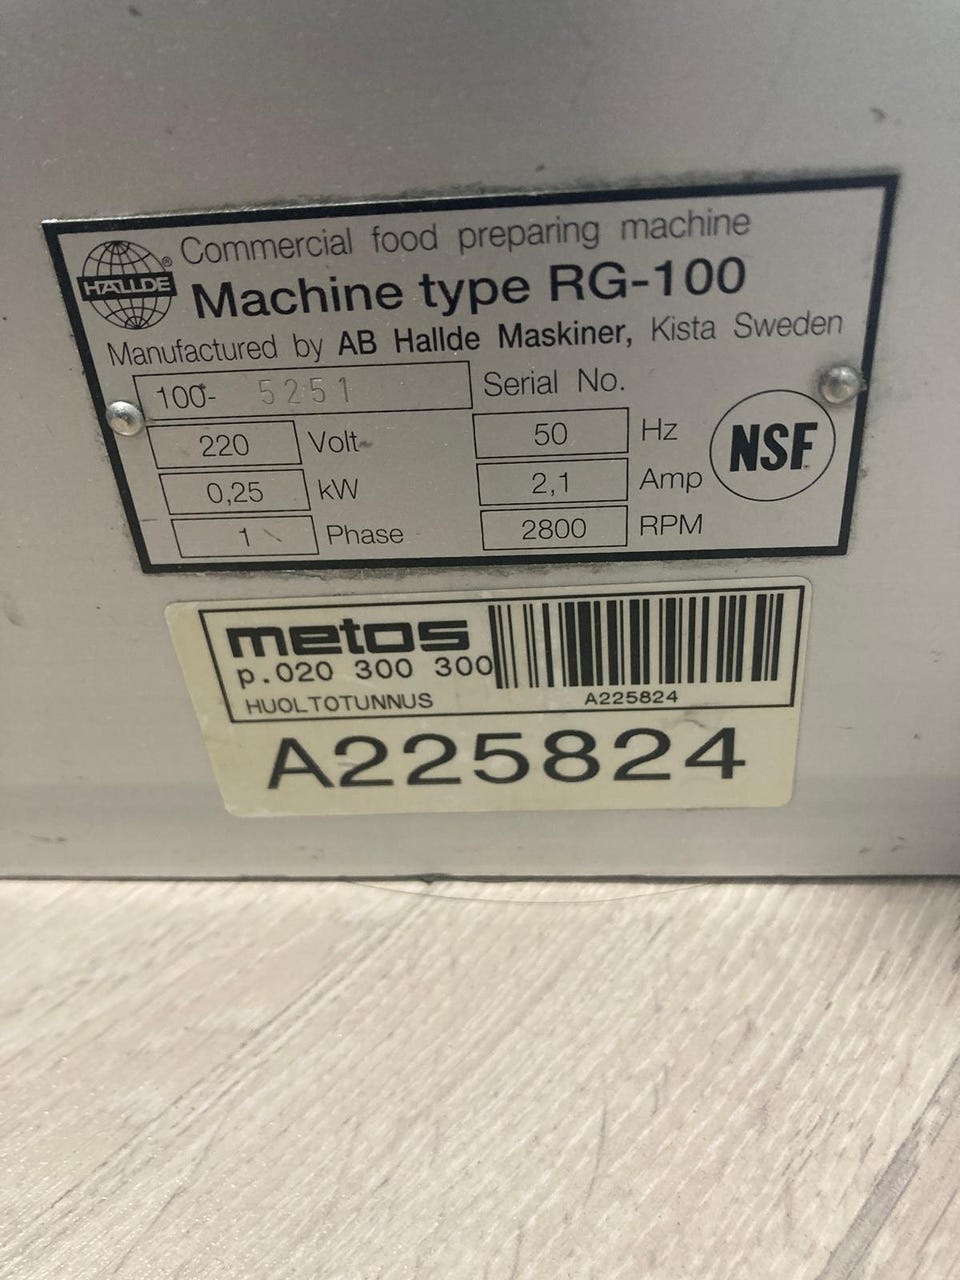 HALLDE®
Commercial food preparing machine
Machine type RG-100
Manufactured by AB Hallde Maskiner, Kista Sweden
100- 5251 Serial No.
220 Volt 50 Hz
0,25 kW 2,1 Amp
1 Phase 2800 RPM
NSF
metos
p.020 300 300
HUOLTOTUNNUS A225824
A225824